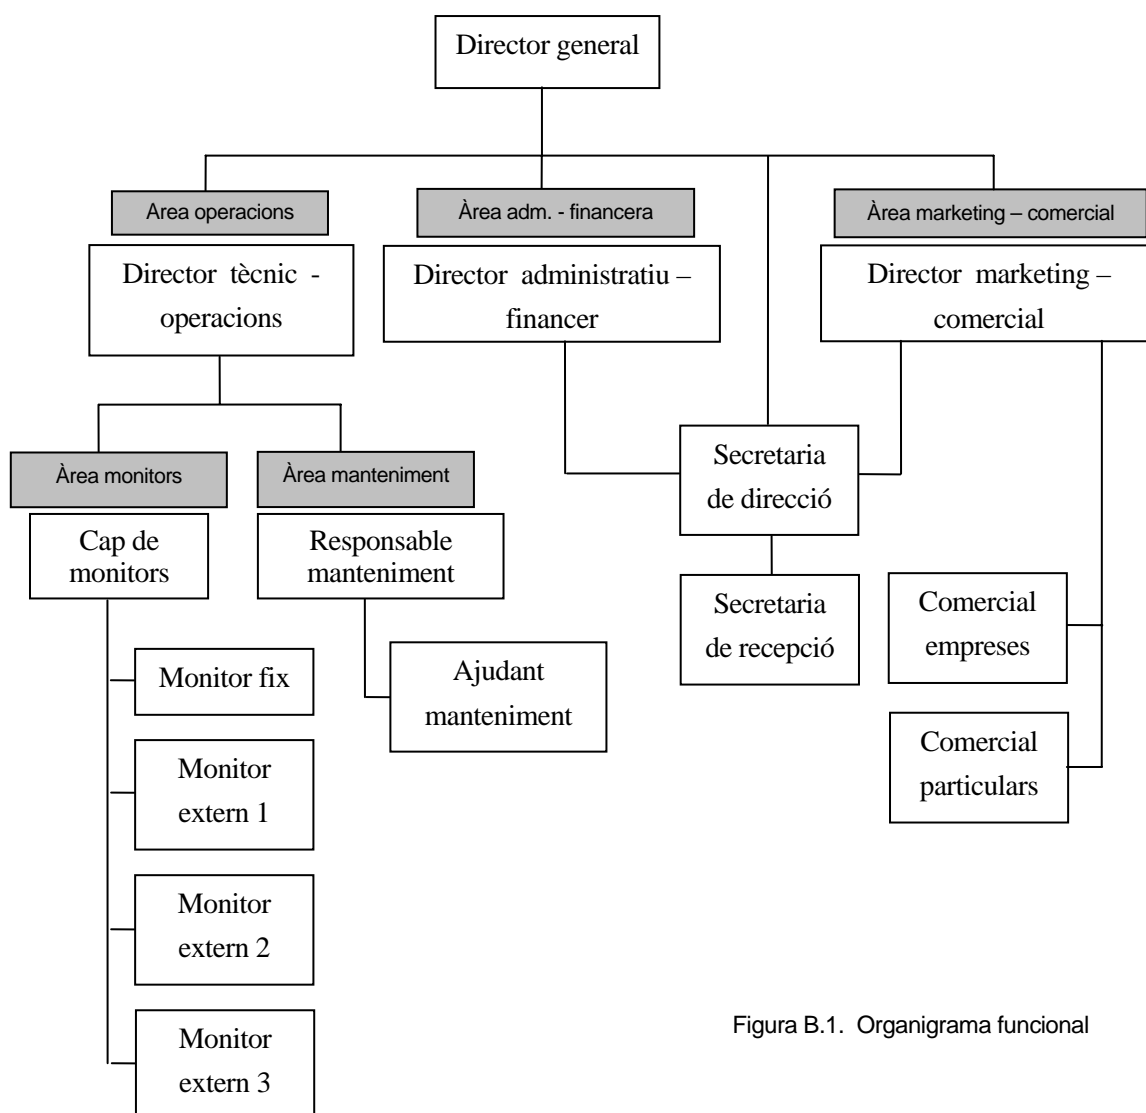 Director general
Area operacions
Àrea adm. - financera
Àrea marketing – comercial
Director tècnic -
operacions
Director administratiu –
financer
Director marketing –
comercial
Àrea monitors
Àrea manteniment
Secretaria
de direcció
Cap de
monitors
Responsable
manteniment
Secretaria
de recepció
Comercial
empreses
Monitor fix
Ajudant
manteniment
Comercial
particulars
Monitor
extern 1
Monitor
extern 2
Monitor
extern 3
Figura B.1. Organigrama funcional